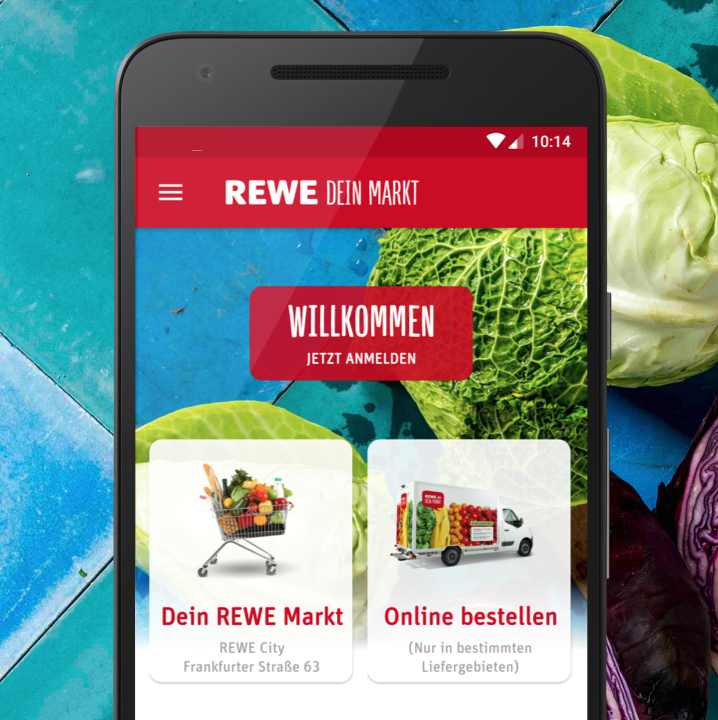 10:14
REWE DEIN MARKT
WILLKOMMEN
JETZT ANMELDEN
REWE.de
DEIN MARKT
Dein REWE Markt
Online bestellen
REWE City
Frankfurter Straße 63
(Nur in bestimmten
Liefergebieten)